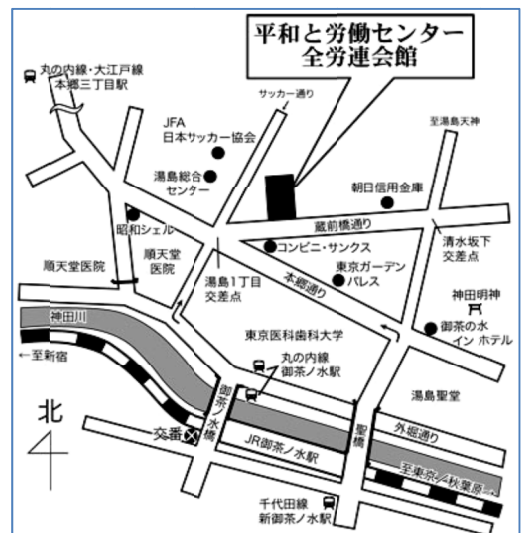 平和と労働センター
全労連会館
丸の内線・大江戸線
本郷三丁目駅
サッカー通り
JFA
日本サッカー協会
至湯島天神
湯島総合
センター
朝日信用金庫
昭和シェル
蔵前橋通り
清水坂下
交差点
順天堂医院
順天堂
医院
コンビニ・サンクス
湯島1丁目
交差点
本郷通り
東京ガーデン
パレス
神田明神
神田川
東京医科歯科大学
御茶の水
イン ホテル
←至新宿
丸の内線
御茶ノ水駅
湯島聖堂
北
御茶ノ水橋
聖橋
外堀通り
交番
JR御茶ノ水駅
至東京/秋葉原→
千代田線
新御茶ノ水駅